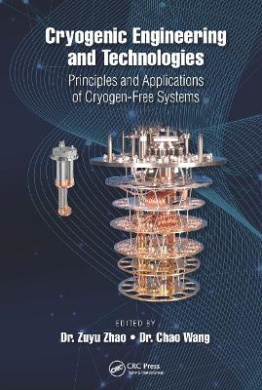 Cryogenic Engineering
and Technologies
Principles and Applications
of Cryogen-Free Systems
EDITED BY
Dr. Zuyu Zhao • Dr. Chao Wang
CRC Press